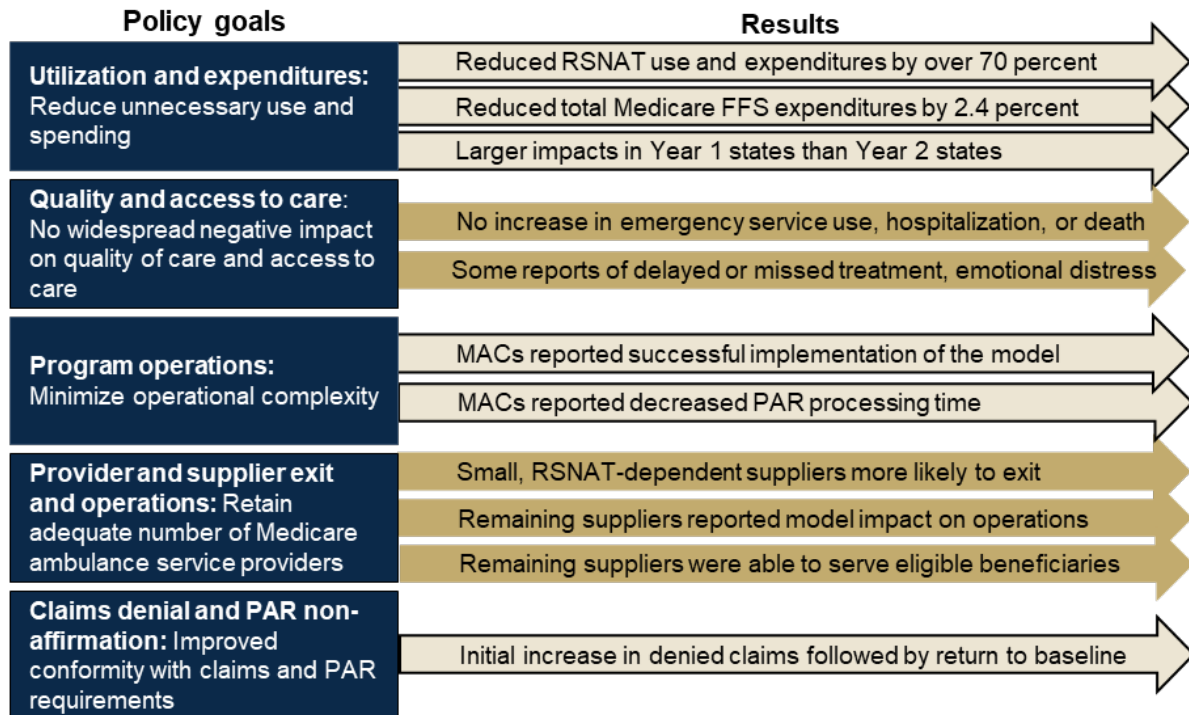 Policy goals
Results
Utilization and expenditures:
Reduce unnecessary use and
spending
Reduced RSNAT use and expenditures by over 70 percent
Reduced total Medicare FFS expenditures by 2.4 percent
Larger impacts in Year 1 states than Year 2 states
Quality and access to care:
No widespread negative impact
on quality of care and access to
care
No increase in emergency service use, hospitalization, or death
Some reports of delayed or missed treatment, emotional distress
Program operations:
Minimize operational complexity
MACs reported successful implementation of the model
MACs reported decreased PAR processing time
Provider and supplier exit
and operations: Retain
adequate number of Medicare
ambulance service providers
Small, RSNAT-dependent suppliers more likely to exit
Remaining suppliers reported model impact on operations
Remaining suppliers were able to serve eligible beneficiaries
Claims denial and PAR non-
affirmation: Improved
conformity with claims and PAR
requirements
Initial increase in denied claims followed by return to baseline